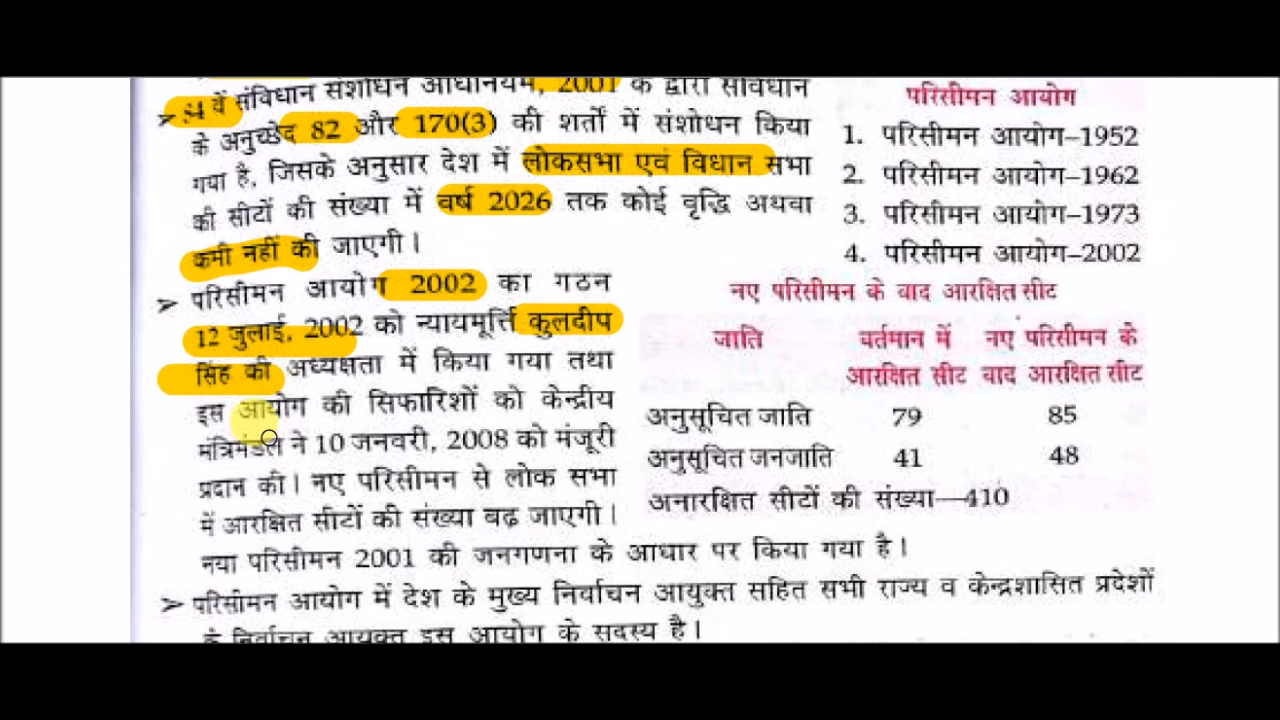 84 वें संविधान संशोधन अधिनियम, 2001 के द्वारा संविधान
के अनुच्छेद 82 और 170(3) की शर्तों में संशोधन किया
गया है, जिसके अनुसार देश में लोकसभा एवं विधान सभा
की सीटों की संख्या में वर्ष 2026 तक कोई वृद्धि अथवा
कमी नहीं की जाएगी।
➢ परिसीमन आयोग 2002 का गठन
12 जुलाई, 2002 को न्यायमूर्त्ति कुलदीप
सिंह की अध्यक्षता में किया गया तथा
इस आयोग की सिफारिशों को केन्द्रीय
मंत्रिमंडल ने 10 जनवरी, 2008 को मंजूरी
प्रदान की। नए परिसीमन से लोक सभा
में आरक्षित सीटों की संख्या बढ़ जाएगी।
नया परिसीमन 2001 की जनगणना के आधार पर किया गया है।
➢ परिसीमन आयोग में देश के मुख्य निर्वाचन आयुक्त सहित सभी राज्य व केन्द्रशासित प्रदेशों
के निर्वाचन आयुक्त इस आयोग के सदस्य है।
परिसीमन आयोग
1. परिसीमन आयोग–1952
2. परिसीमन आयोग–1962
3. परिसीमन आयोग–1973
4. परिसीमन आयोग–2002
नए परिसीमन के वाद आरक्षित सीट
जाति वर्तमान में नए परिसीमन के
आरक्षित सीट वाद आरक्षित सीट
अनुसूचित जाति 79 85
अनुसूचित जनजाति 41 48
अनारक्षित सीटों की संख्या—410